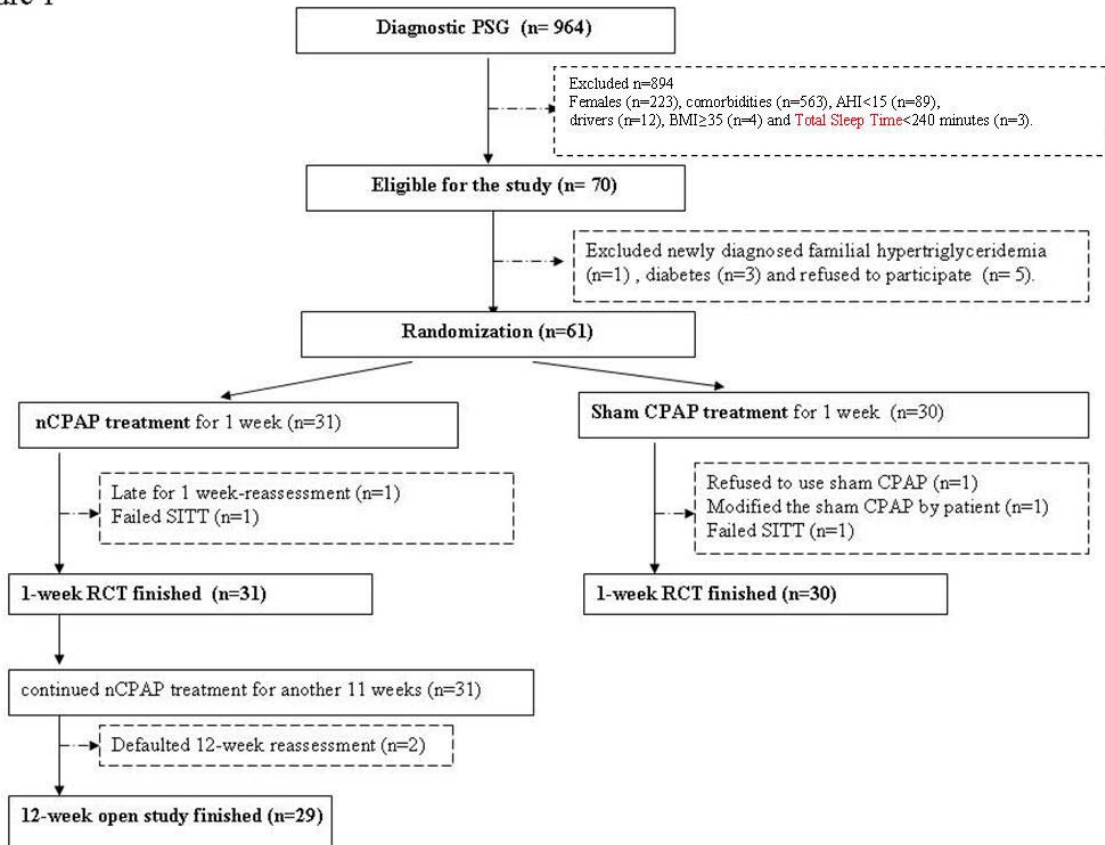 Diagnostic PSG (n= 964)
Excluded n=894
Females (n=223), comorbidities (n=563), AHI<15 (n=89),
drivers (n=12), BMI≥35 (n=4) and Total Sleep Time<240 minutes (n=3).
Eligible for the study (n= 70)
Excluded newly diagnosed familial hypertriglyceridemia
(n=1) , diabetes (n=3) and refused to participate (n= 5).
Randomization (n=61)
nCPAP treatment for 1 week (n=31)
Sham CPAP treatment for 1 week (n=30)
Late for 1 week-reassessment (n=1)
Failed SITT (n=1)
Refused to use sham CPAP (n=1)
Modified the sham CPAP by patient (n=1)
Failed SITT (n=1)
1-week RCT finished (n=31)
1-week RCT finished (n=30)
continued nCPAP treatment for another 11 weeks (n=31)
Defaulted 12-week reassessment (n=2)
12-week open study finished (n=29)